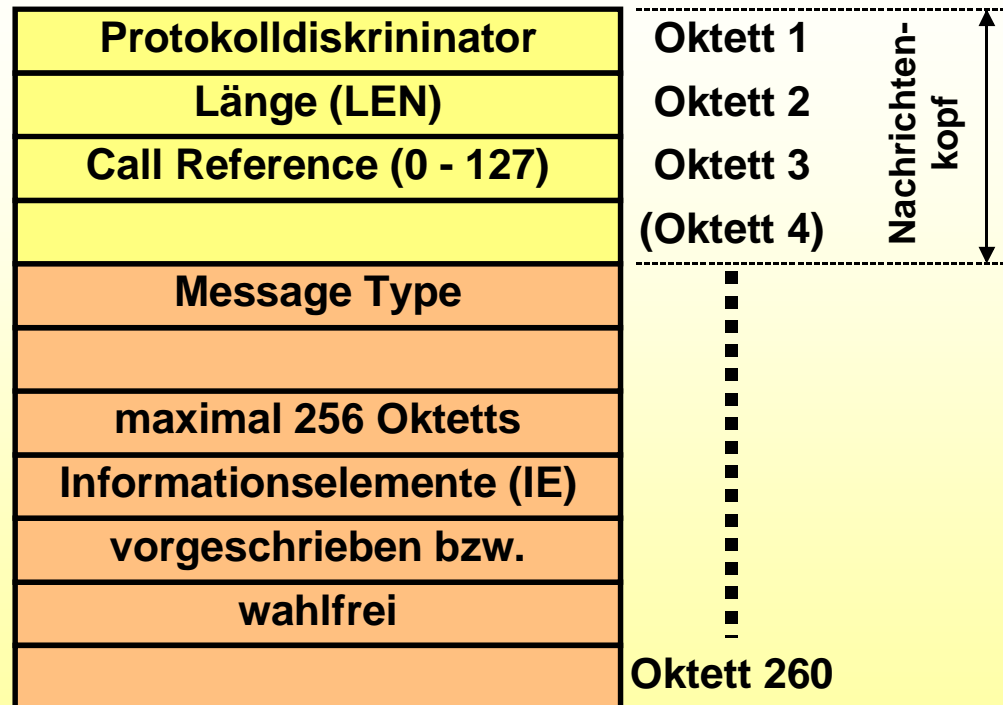 Protokolldiskrininator Oktett 1
Länge (LEN) Oktett 2
Call Reference (0 - 127) Oktett 3
(Oktett 4)
Nachrichten-
kopf
Message Type
maximal 256 Oktetts
Informationselemente (IE)
vorgeschrieben bzw.
wahlfrei
Oktett 260